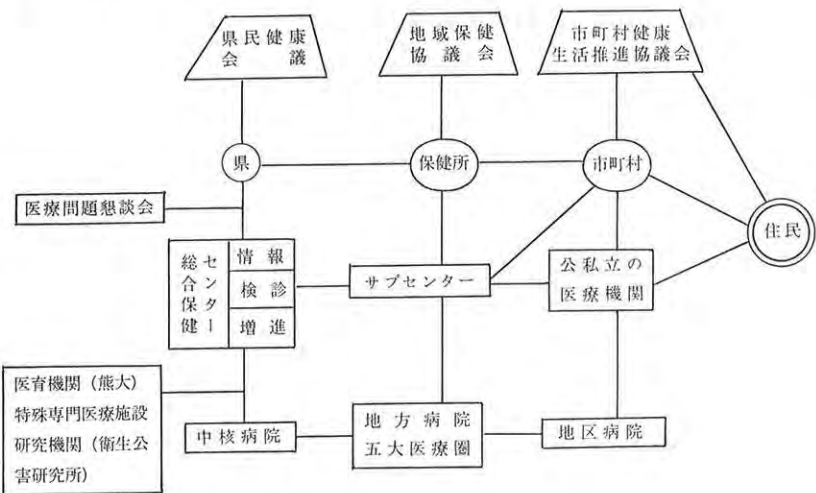 県民健康
会議
地域保健
協議会
市町村健康
生活推進協議会
県
保健所
市町村
住民
医療問題懇談会
総合保健
センター
情報
検診
増進
サブセンター
公私立の
医療機関
医育機関（熊大）
特殊専門医療施設
研究機関（衛生公
害研究所）
中核病院
地方病院
五大医療圏
地区病院